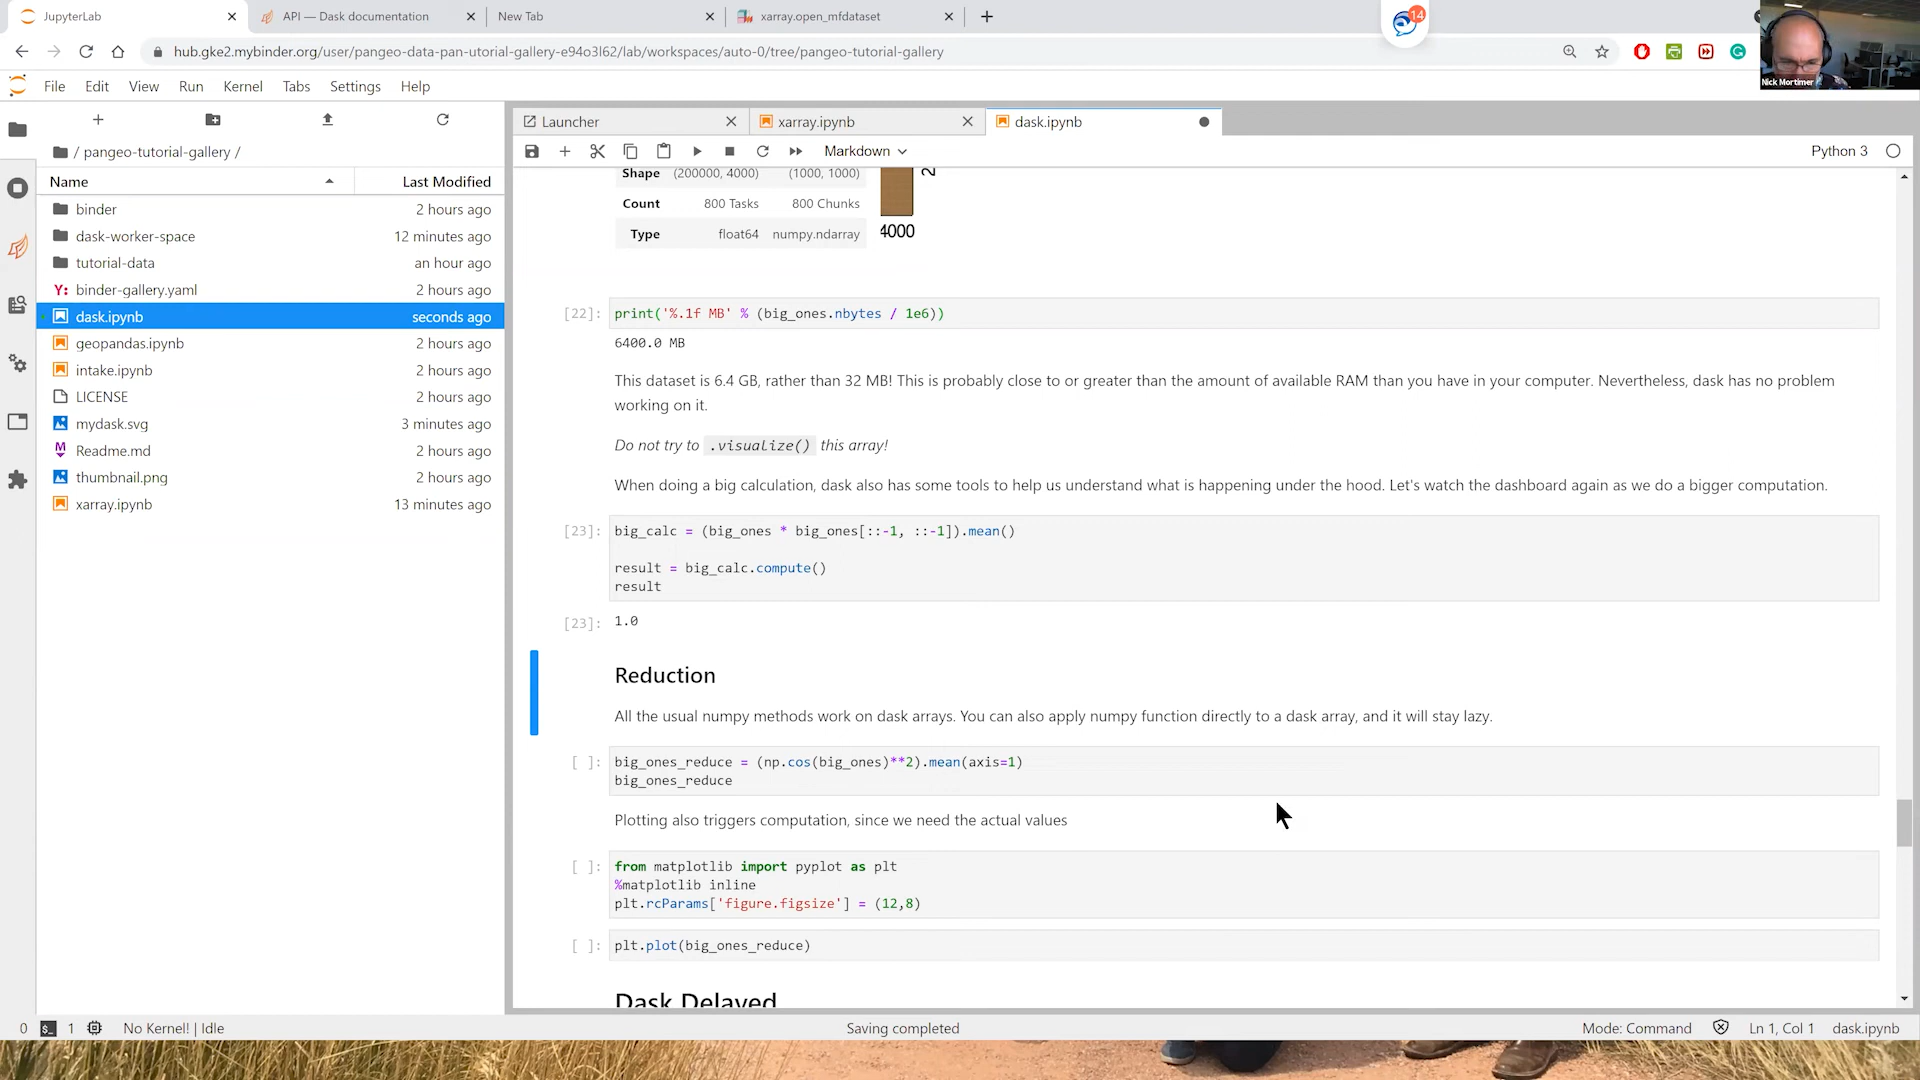 JupyterLab
API — Dask documentation
New Tab
xarray.open_mfdataset
14
hub.gke2.mybinder.org/user/pangeo-data-pan-utorial-gallery-e94o3l62/lab/workspaces/auto-0/tree/pangeo-tutorial-gallery
Nick Mortimer
File Edit View Run Kernel Tabs Settings Help
/ pangeo-tutorial-gallery /
Name Last Modified
binder 2 hours ago
dask-worker-space 12 minutes ago
tutorial-data an hour ago
Y: binder-gallery.yaml 2 hours ago
dask.ipynb seconds ago
geopandas.ipynb 2 hours ago
intake.ipynb 2 hours ago
LICENSE 2 hours ago
mydask.svg 3 minutes ago
Readme.md 2 hours ago
thumbnail.png 2 hours ago
xarray.ipynb 13 minutes ago
Launcher
xarray.ipynb
dask.ipynb
Markdown
Python 3
Shape (200000, 4000) (1000, 1000)
Count 800 Tasks 800 Chunks
Type float64 numpy.ndarray
4000
[22]: print('%.1f MB' % (big_ones.nbytes / 1e6))
6400.0 MB
This dataset is 6.4 GB, rather than 32 MB! This is probably close to or greater than the amount of available RAM than you have in your computer. Nevertheless, dask has no problem
working on it.
Do not try to .visualize() this array!
When doing a big calculation, dask also has some tools to help us understand what is happening under the hood. Let's watch the dashboard again as we do a bigger computation.
[23]: big_calc = (big_ones * big_ones[::-1, ::-1]).mean()
result = big_calc.compute()
result
[23]: 1.0
Reduction
All the usual numpy methods work on dask arrays. You can also apply numpy function directly to a dask array, and it will stay lazy.
[ ]: big_ones_reduce = (np.cos(big_ones)**2).mean(axis=1)
big_ones_reduce
Plotting also triggers computation, since we need the actual values
[ ]: from matplotlib import pyplot as plt
%matplotlib inline
plt.rcParams['figure.figsize'] = (12,8)
[ ]: plt.plot(big_ones_reduce)
Dask Delayed
0 1 No Kernel! | Idle
Saving completed
Mode: Command
Ln 1, Col 1
dask.ipynb